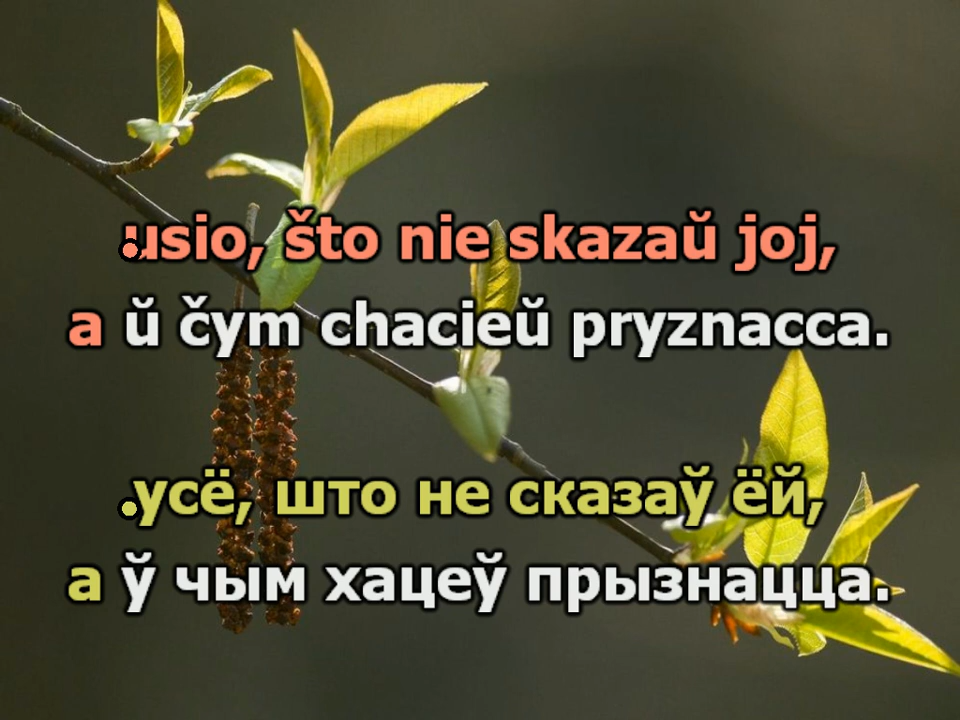 usio, što nie skazaŭ joj,
a ŭ čym chacieŭ pryznacca.
усё, што не сказаў ёй,
а ў чым хацеў прызнацца.